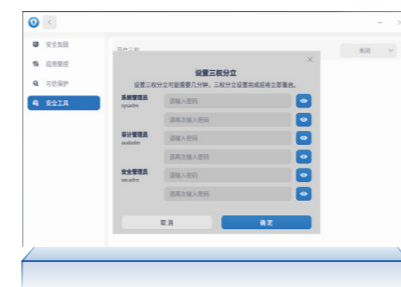 安全加固
应用管控
可信保护
安全工具
关闭
设置三权分立
设置三权分立可能需要几分钟，三权分立设置完成后将立即重启。
系统管理员
sysadm
请输入密码
请再次输入密码
审计管理员
audadm
请输入密码
请再次输入密码
安全管理员
secadm
请输入密码
请再次输入密码
取消
确定